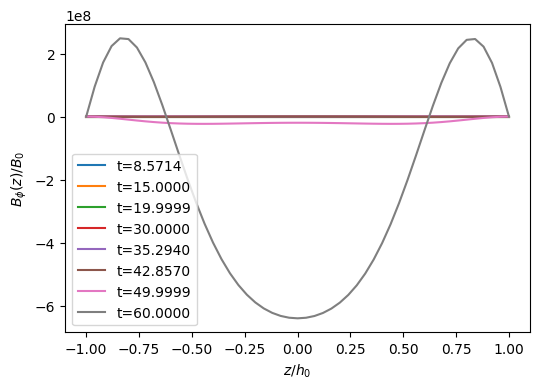 1e8
2
0
−2
−4
−6
B_ϕ(z)/B_0
t=8.5714
t=15.0000
t=19.9999
t=30.0000
t=35.2940
t=42.8570
t=49.9999
t=60.0000
−1.00 −0.75 −0.50 −0.25 0.00 0.25 0.50 0.75 1.00
z/h_0